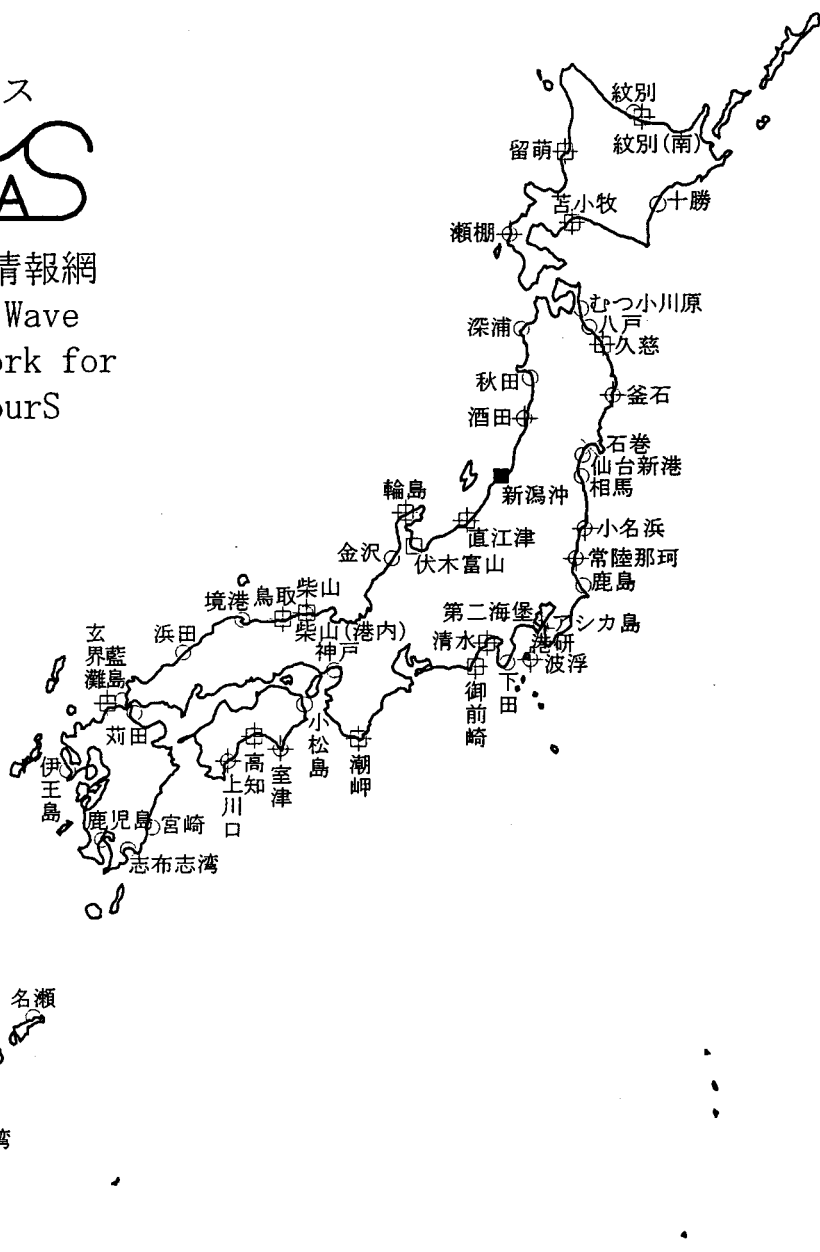 ス
AS
情報網
Wave
ork for
ourS
紋別
紋別(南)
留萌
苫小牧
十勝
瀬棚
むつ小川原
深浦
八戸
久慈
秋田
釜石
酒田
石巻
仙台新港
相馬
新潟沖
輪島
直江津
小名浜
金沢
伏木富山
常陸那珂
鹿島
境港
鳥取
柴山
柴山(港内)
第二海堡
アシカ島
清水
港研
波浮
玄界灘
藍島
浜田
神戸
下田
御前崎
苅田
小松島
潮岬
高知
室津
上川口
伊王島
鹿児島
宮崎
志布志湾
名瀬
湾